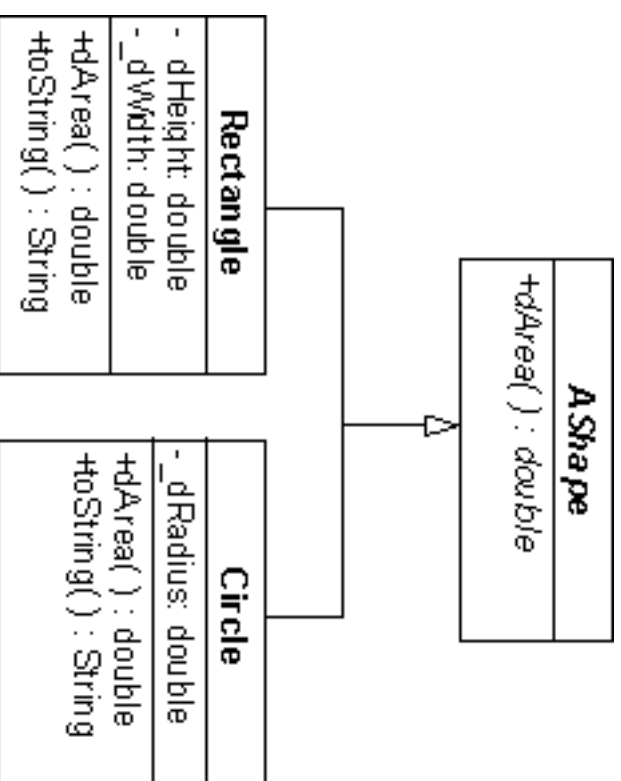 AShape
+dArea( ) : double
Rectangle
- dHeight: double
-_dWidth: double
+dArea( ) : double
+toString( ) : String
Circle
-_dRadius: double
+dArea( ) : double
+toString( ) : String